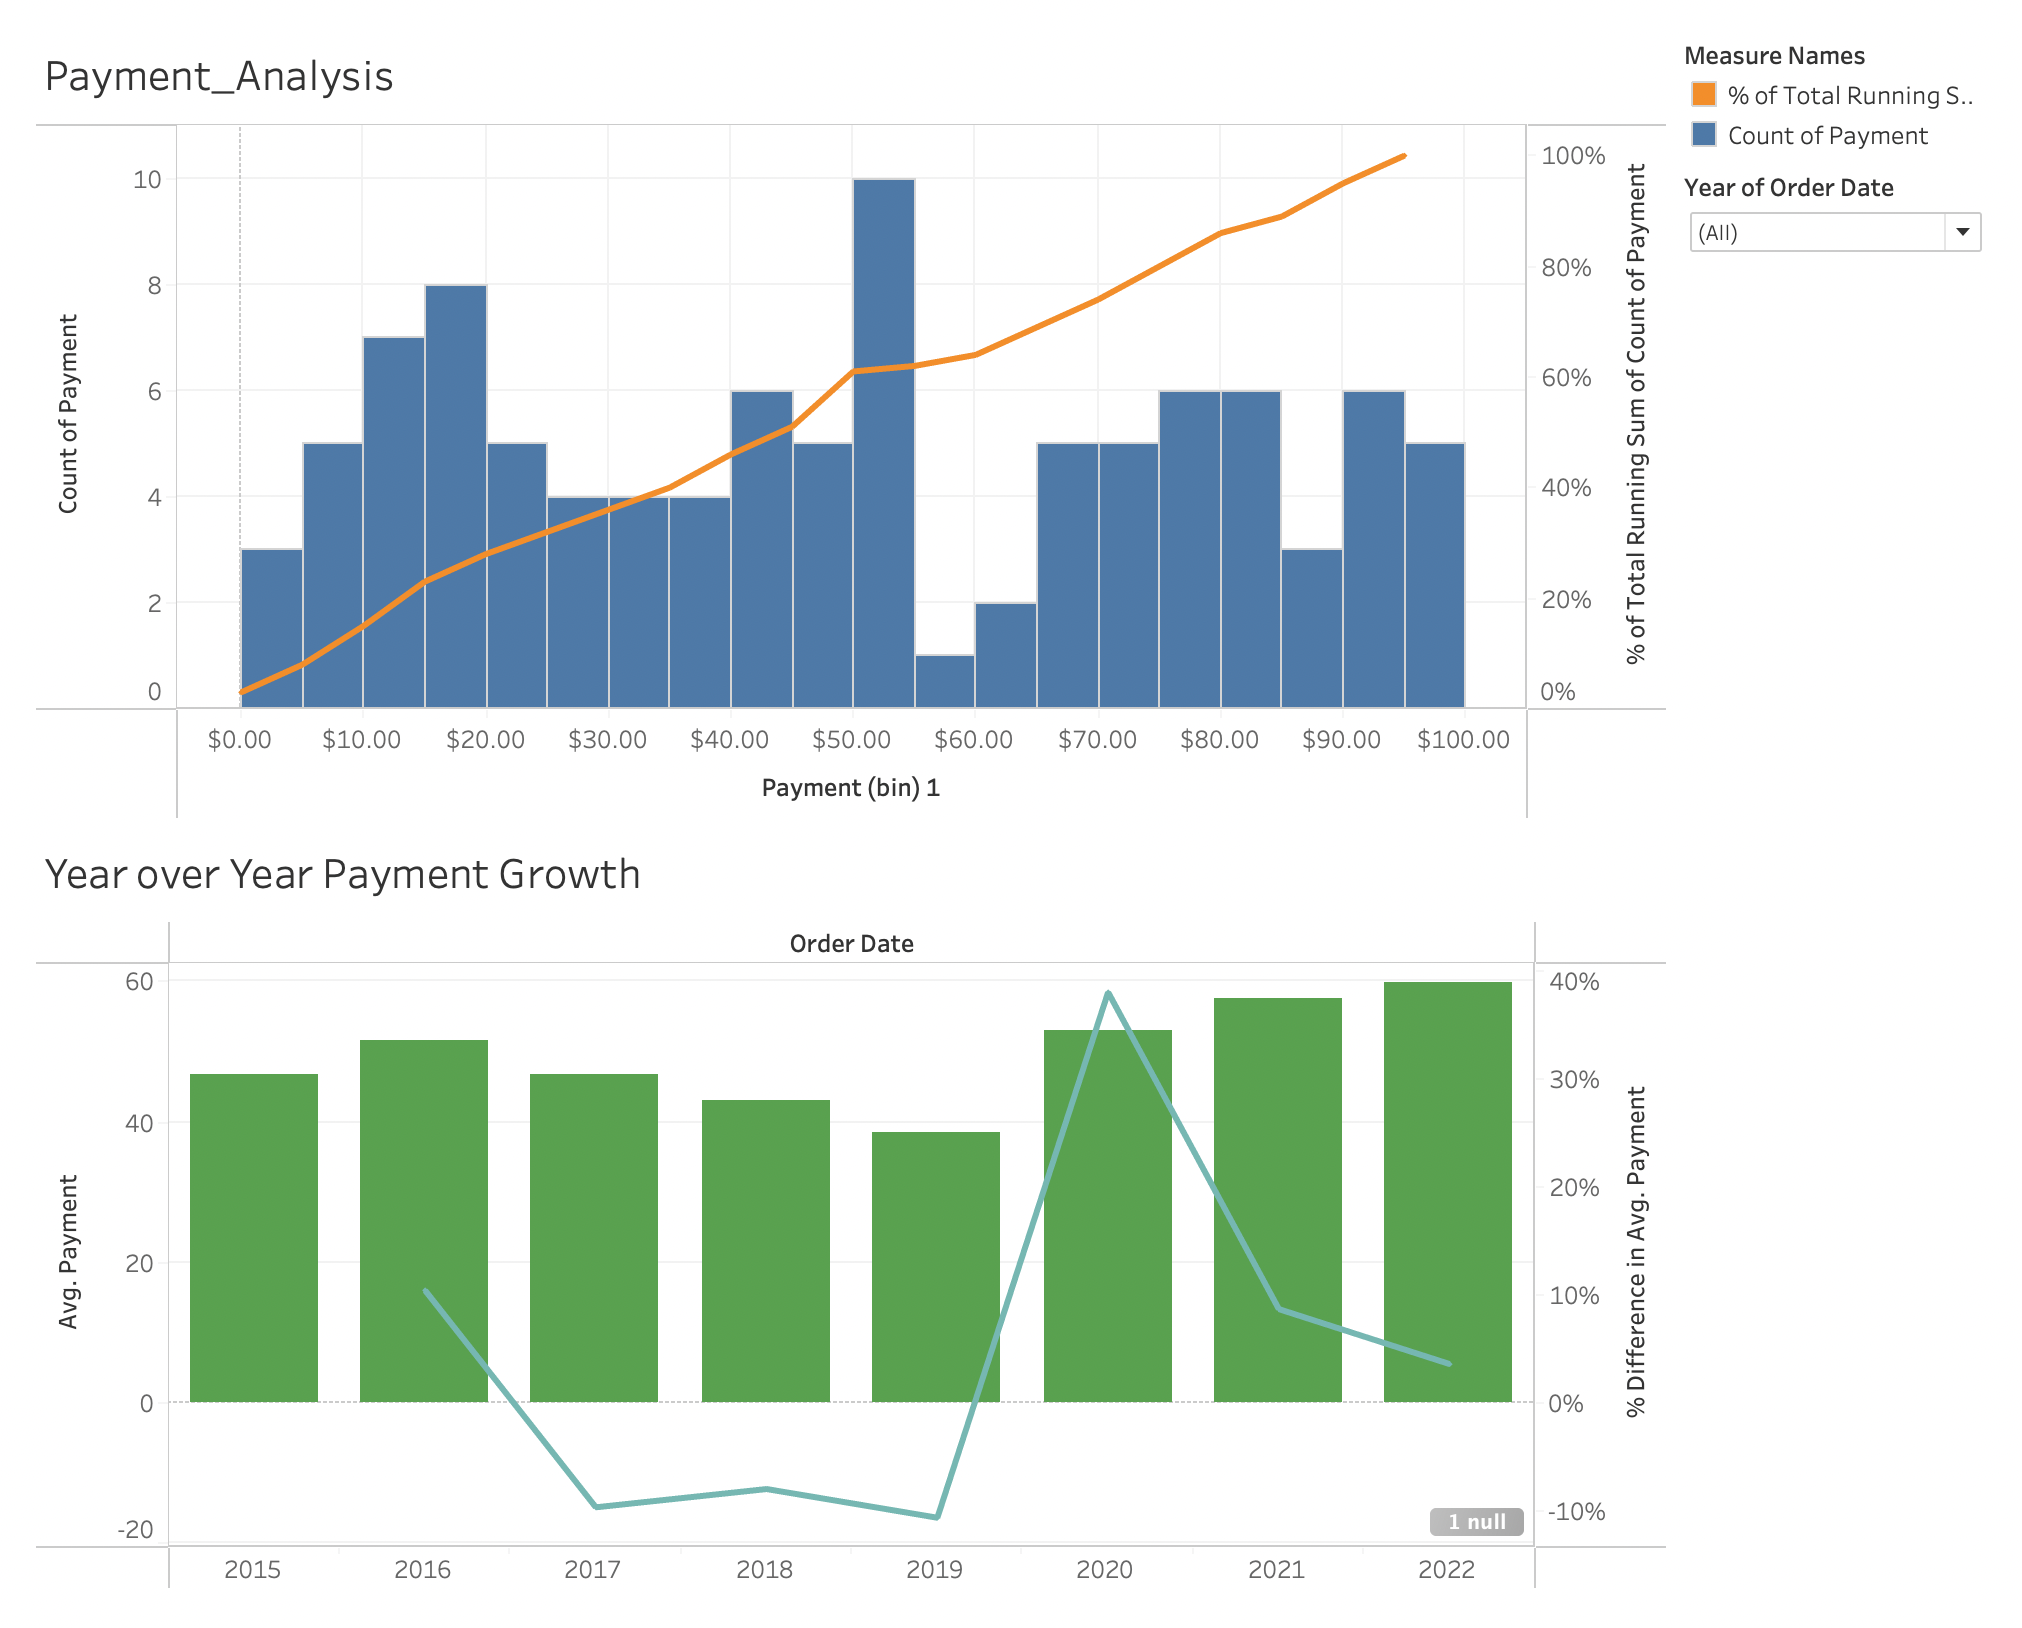 Payment_Analysis
Measure Names
% of Total Running S..
Count of Payment
Year of Order Date
(All)
Count of Payment
10
8
6
4
2
0
100%
80%
60%
40%
20%
0%
% of Total Running Sum of Count of Payment
$0.00 $10.00 $20.00 $30.00 $40.00 $50.00 $60.00 $70.00 $80.00 $90.00 $100.00
Payment (bin) 1
Year over Year Payment Growth
Order Date
Avg. Payment
60
40
20
0
-20
40%
30%
20%
10%
0%
-10%
% Difference in Avg. Payment
1 null
2015 2016 2017 2018 2019 2020 2021 2022